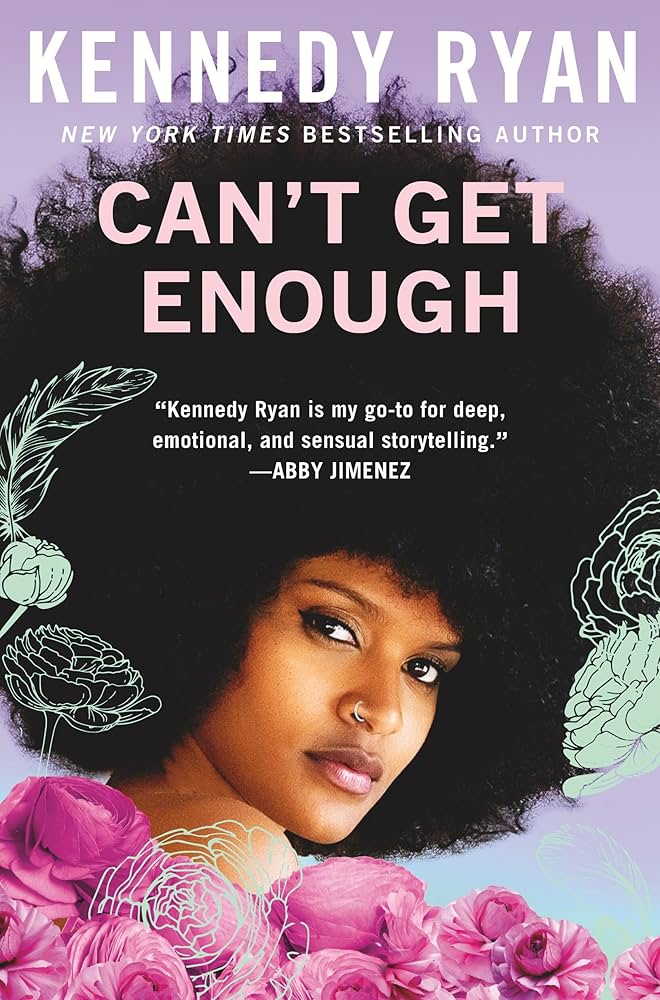 KENNEDY RYAN
NEW YORK TIMES BESTSELLING AUTHOR
CAN'T GET
ENOUGH
“Kennedy Ryan is my go-to for deep,
emotional, and sensual storytelling.”
—ABBY JIMENEZ